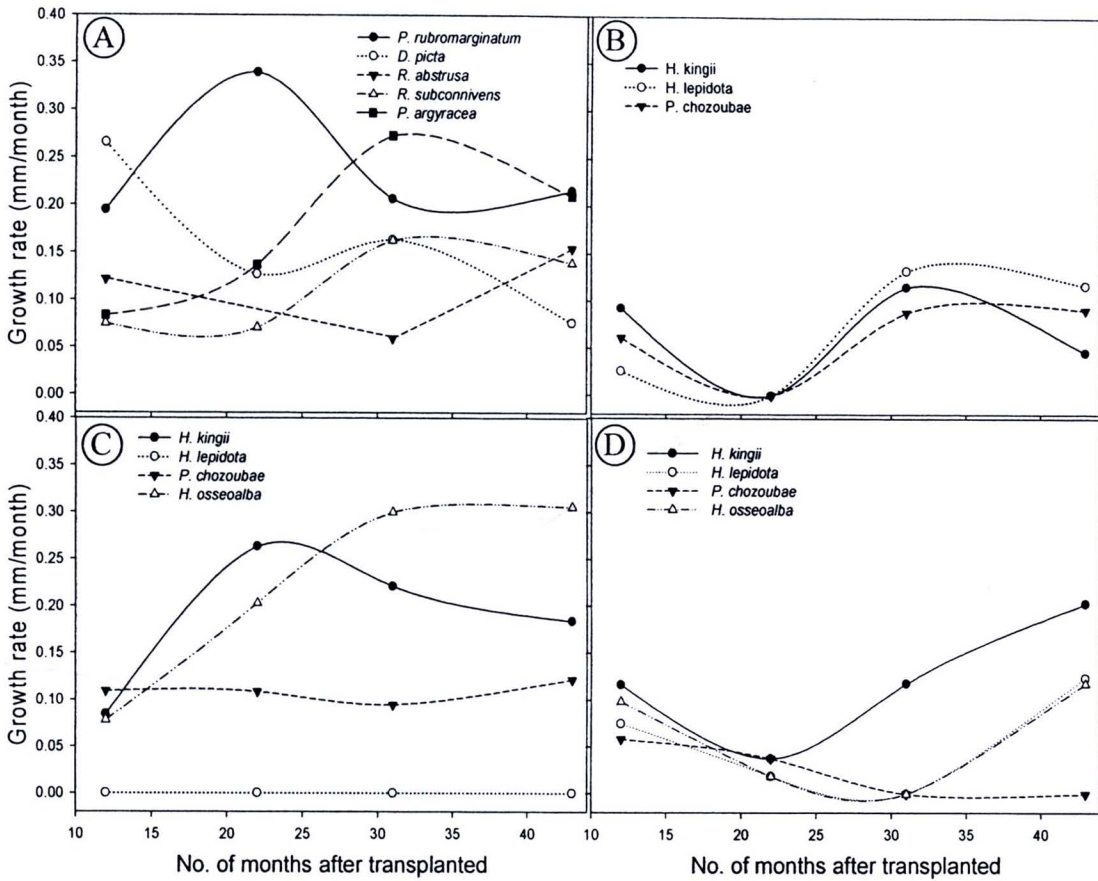 A
P. rubromarginatum
D. picta
R. abstrusa
R. subconnivens
P. argyracea
Growth rate (mm/month)
0.40
0.35
0.30
0.25
0.20
0.15
0.10
0.05
0.00
B
H. kingii
H. lepidota
P. chozoubae
C
H. kingii
H. lepidota
P. chozoubae
H. osseoalba
Growth rate (mm/month)
0.40
0.35
0.30
0.25
0.20
0.15
0.10
0.05
0.00
10 15 20 25 30 35 40
No. of months after transplanted
D
H. kingii
H. lepidota
P. chozoubae
H. osseoalba
10 15 20 25 30 35 40
No. of months after transplanted